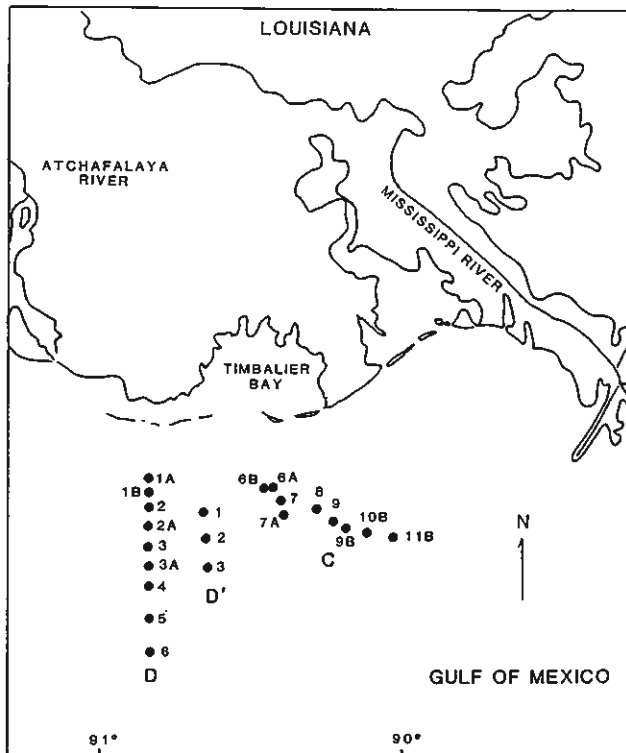 LOUISIANA
ATCHAFALAYA
RIVER
MISSISSIPPI RIVER
TIMBALIER
BAY
1A
1B
2
2A
3
3A
4
5
6
D
1
2
3
D'
6B
6A
7
7A
8
9
9B
10B
11B
C
N
GULF OF MEXICO
91°
90°